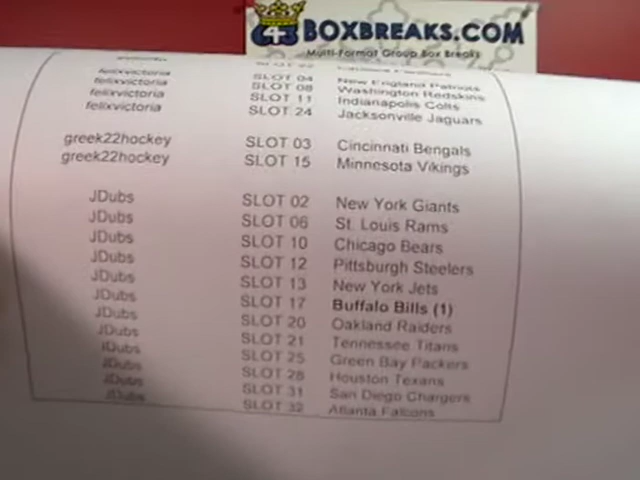 C43 BOXBREAKS.COM
Multi-Format Group Box Breaks
felixvictoria SLOT 04 New England Patriots
felixvictoria SLOT 08 Washington Redskins
felixvictoria SLOT 11 Indianapolis Colts
felixvictoria SLOT 24 Jacksonville Jaguars
greek22hockey SLOT 03 Cincinnati Bengals
greek22hockey SLOT 15 Minnesota Vikings
JDubs SLOT 02 New York Giants
JDubs SLOT 06 St. Louis Rams
JDubs SLOT 10 Chicago Bears
JDubs SLOT 12 Pittsburgh Steelers
JDubs SLOT 13 New York Jets
JDubs SLOT 17 Buffalo Bills (1)
JDubs SLOT 20 Oakland Raiders
JDubs SLOT 21 Tennessee Titans
JDubs SLOT 25 Green Bay Packers
JDubs SLOT 28 Houston Texans
JDubs SLOT 31 San Diego Chargers
JDubs SLOT 32 Atlanta Falcons